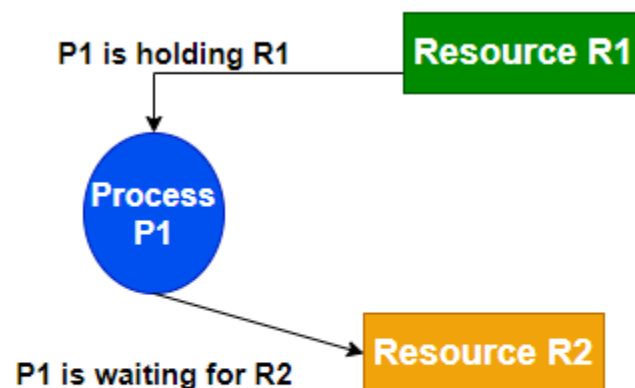 P1 is holding R1
Resource R1
Process
P1
Resource R2
P1 is waiting for R2